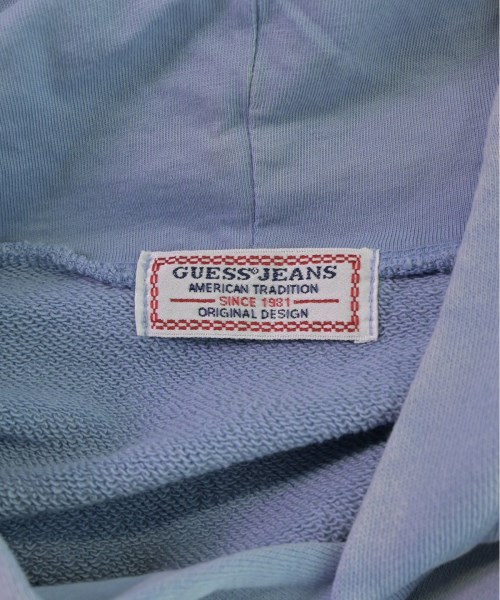 GUESS® JEANS
AMERICAN TRADITION
SINCE 1981
ORIGINAL DESIGN